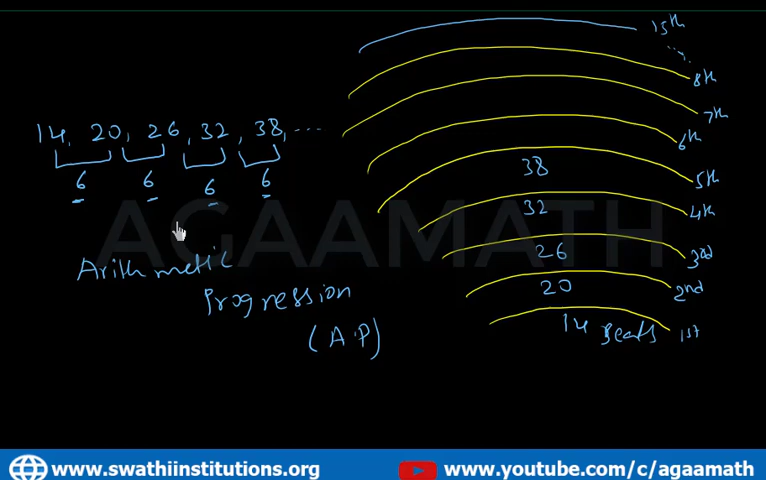 15th
8th
7th
14, 20, 26, 32, 38, ....
6th
38
5th
6 6 6 6
32
4th
AGAAMATH
26
3rd
Arithmetic
20
2nd
Progression
14 seats 1st
(A.P)
www.swathiinstitutions.org
www.youtube.com/c/agaamath